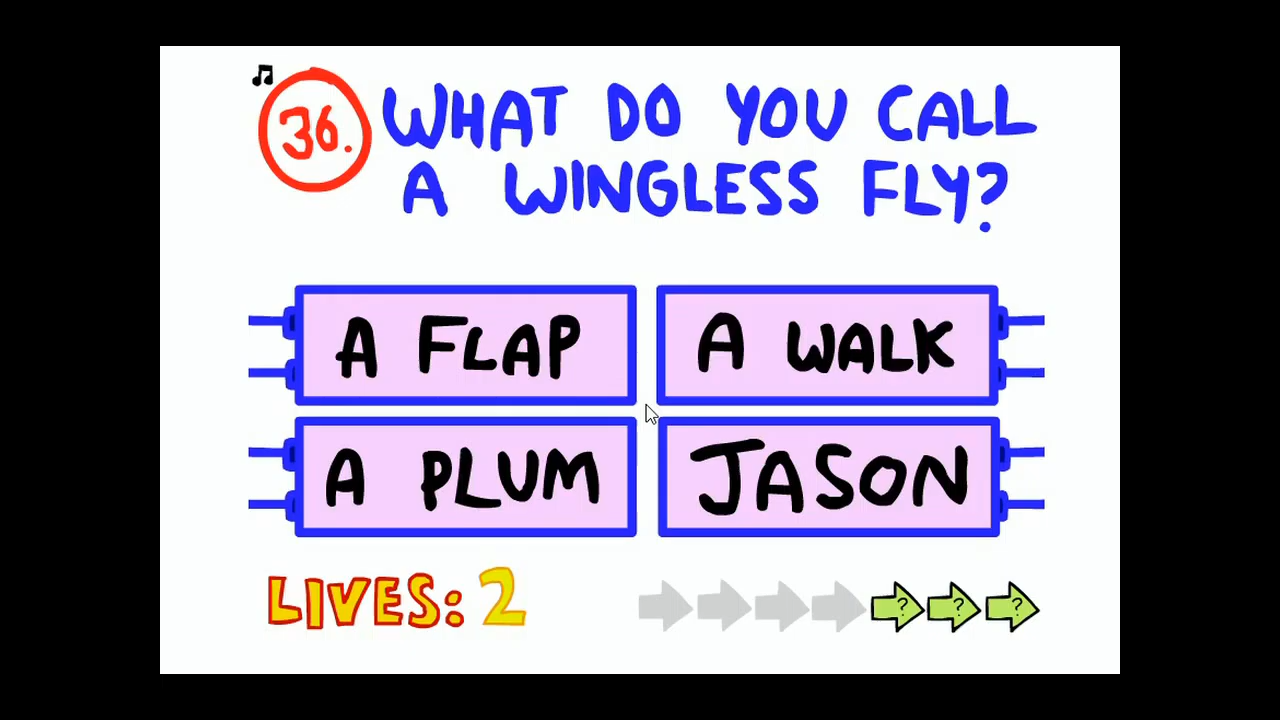 36.
WHAT DO YOU CALL
A WINGLESS FLY?
A FLAP
A WALK
A PLUM
JASON
LIVES: 2
? ? ?